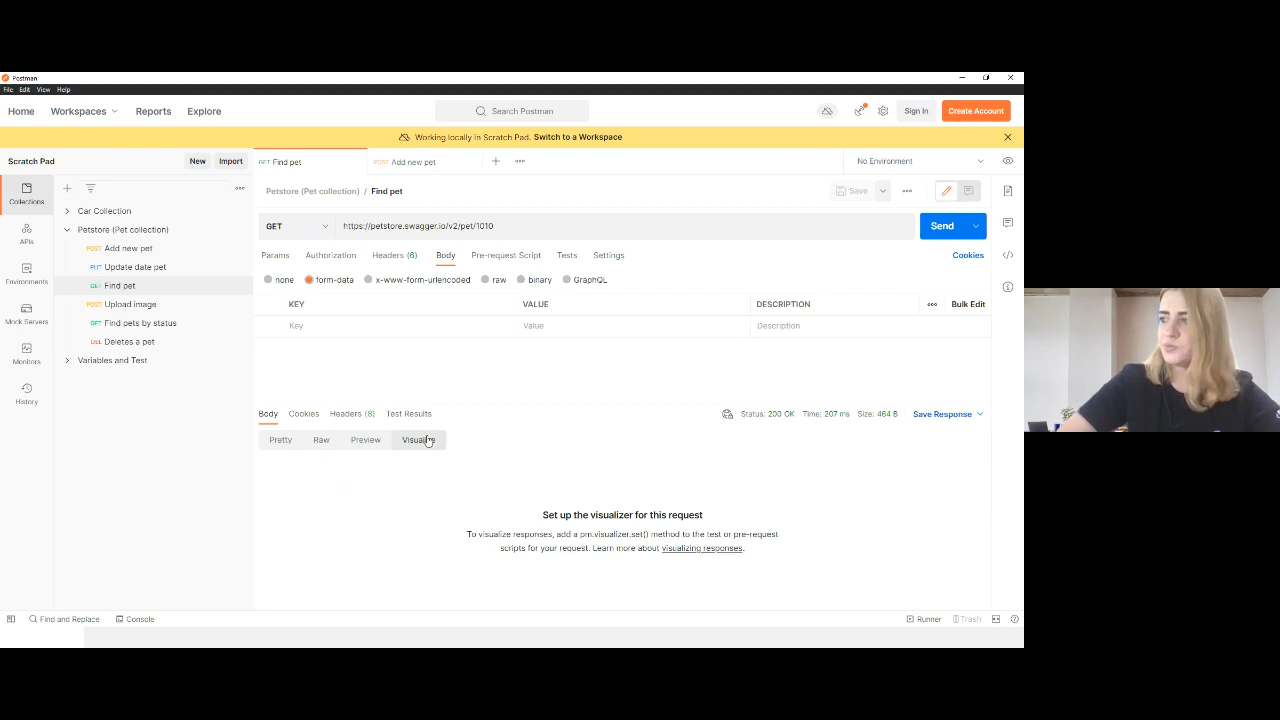 Postman
File Edit View Help
Home Workspaces Reports Explore Search Postman Sign In Create Account
Working locally in Scratch Pad. Switch to a Workspace
Scratch Pad New Import GET Find pet POST Add new pet No Environment
Collections
APIs
Environments
Mock Servers
Monitors
History
Car Collection
Petstore (Pet collection)
POST Add new pet
PUT Update date pet
GET Find pet
POST Upload image
GET Find pets by status
DEL Deletes a pet
Variables and Test
Petstore (Pet collection) / Find pet Save
GET https://petstore.swagger.io/v2/pet/1010 Send
Params Authorization Headers (6) Body Pre-request Script Tests Settings Cookies
none form-data x-www-form-urlencoded raw binary GraphQL
KEY VALUE DESCRIPTION Bulk Edit
Key Value Description
Body Cookies Headers (8) Test Results Status: 200 OK Time: 207 ms Size: 464 B Save Response
Pretty Raw Preview Visualize
Set up the visualizer for this request
To visualize responses, add a pm.visualizer.set() method to the test or pre-request
scripts for your request. Learn more about visualizing responses.
Find and Replace Console Runner Trash